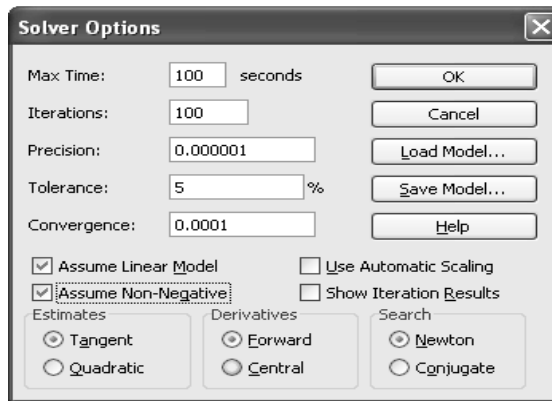 Solver Options
Max Time: 100 seconds OK
Iterations: 100 Cancel
Precision: 0.000001 Load Model...
Tolerance: 5 % Save Model...
Convergence: 0.0001 Help
Assume Linear Model Use Automatic Scaling
Assume Non-Negative Show Iteration Results
Estimates Derivatives Search
Tangent Forward Newton
Quadratic Central Conjugate